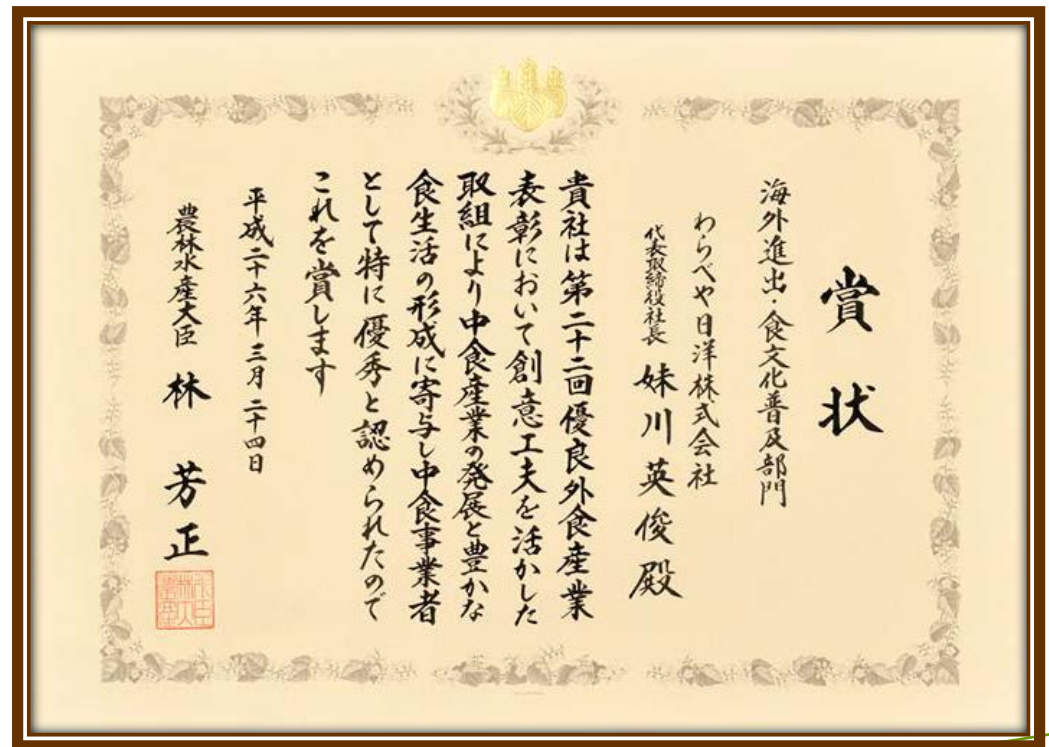 賞状
海外進出・食文化普及部門
わらべや日洋株式会社
代表取締役社長 妹川英俊殿
貴社は第二十二回優良外食産業
表彰において創意工夫を活かした
取組により中食産業の発展と豊かな
食生活の形成に寄与し中食事業者
として特に優秀と認められたので
これを賞します
平成二十六年三月二十四日
農林水産大臣 林芳正